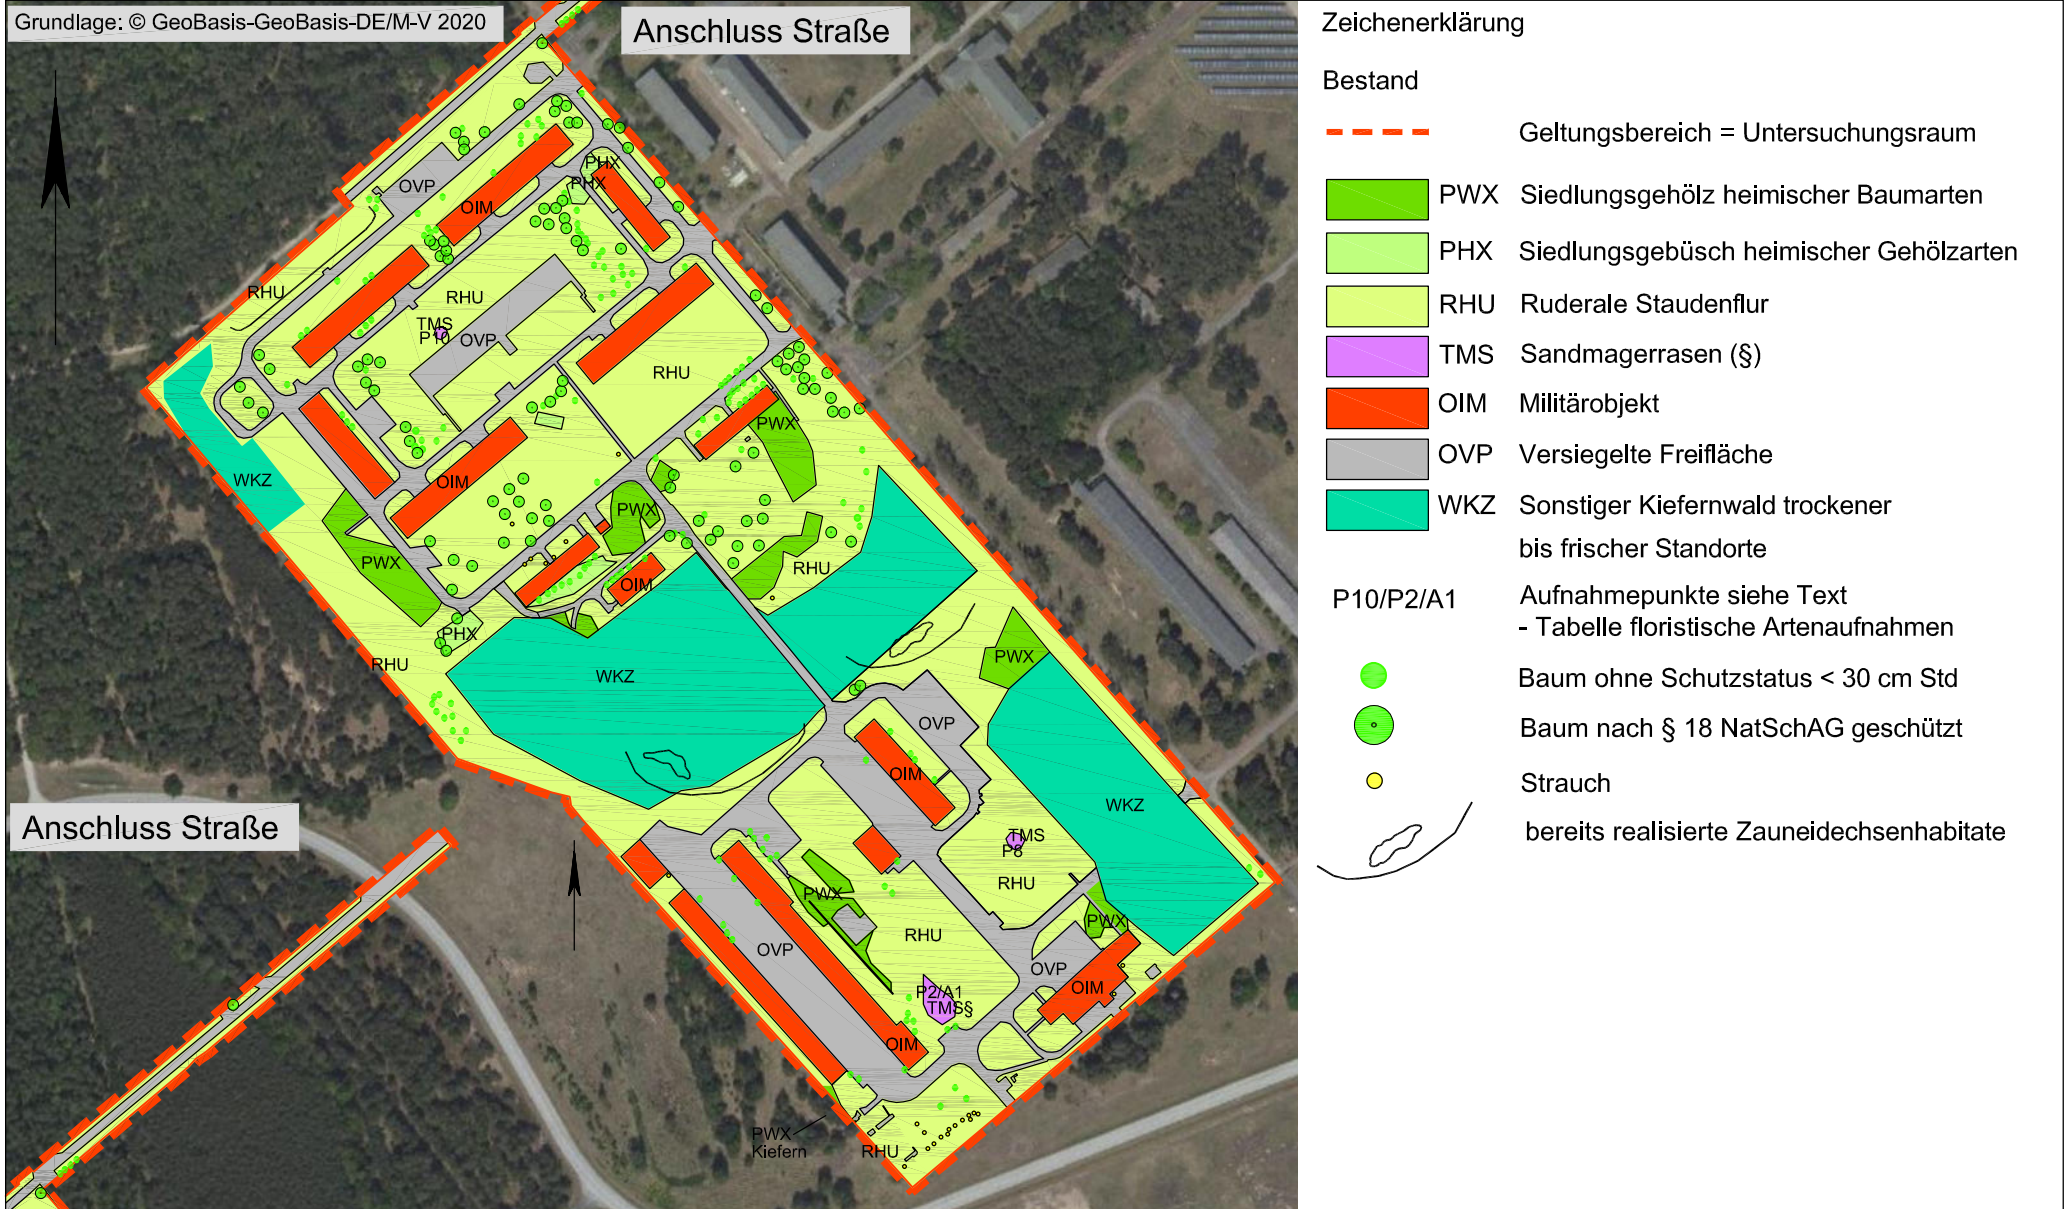 Grundlage: © GeoBasis-GeoBasis-DE/M-V 2020
Anschluss Straße
PHX
PHX
OVP
OIM
RHU
RHU
TMS
P10
OVP
RHU
PWX
WKZ
OIM
PWX
PWX
OIM
RHU
PHX
RHU
WKZ
PWX
OVP
OIM
WKZ
TMS
P8
RHU
PWX
PWX
RHU
OVP
OVP
OIM
P2/A1
TMS§
OIM
PWX
Kiefern
RHU
Anschluss Straße
Zeichenerklärung
Bestand
Geltungsbereich = Untersuchungsraum
PWX Siedlungsgehölz heimischer Baumarten
PHX Siedlungsgebüsch heimischer Gehölzarten
RHU Ruderale Staudenflur
TMS Sandmagerrasen (§)
OIM Militärobjekt
OVP Versiegelte Freifläche
WKZ Sonstiger Kiefernwald trockener
bis frischer Standorte
P10/P2/A1 Aufnahmepunkte siehe Text
- Tabelle floristische Artenaufnahmen
Baum ohne Schutzstatus < 30 cm Std
Baum nach § 18 NatSchAG geschützt
Strauch
bereits realisierte Zauneidechsenhabitate